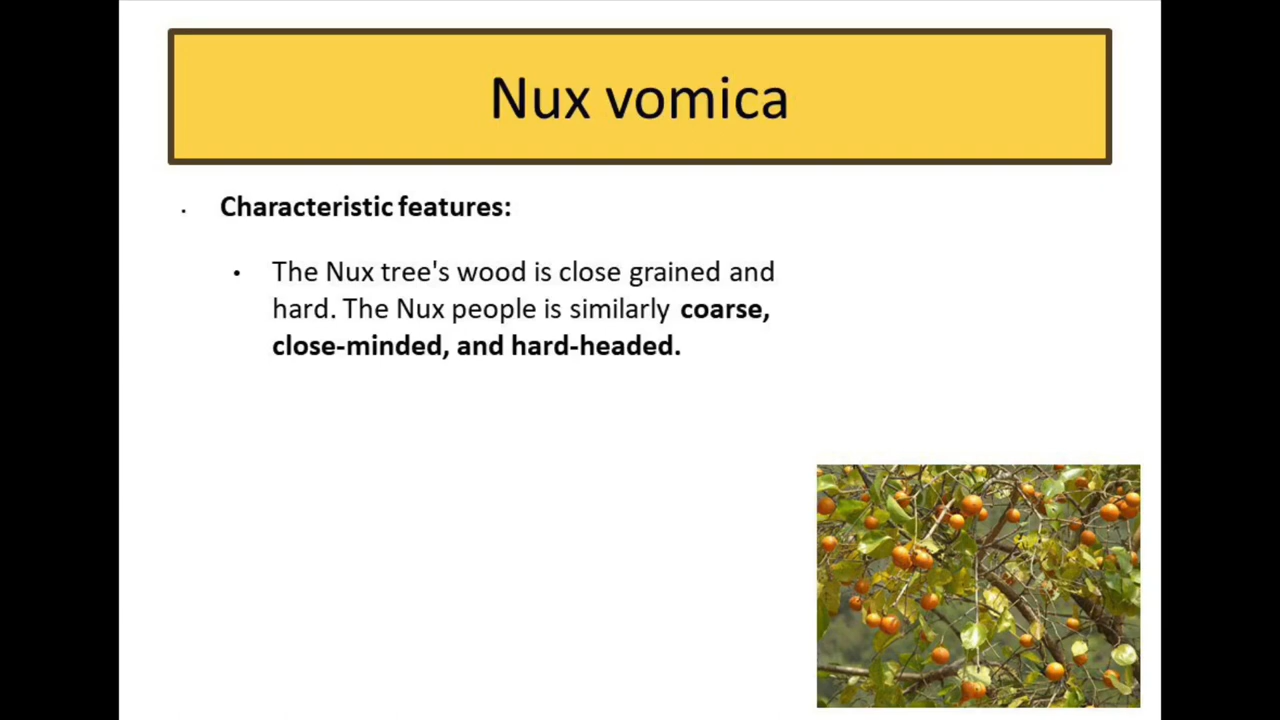 Nux vomica
Characteristic features:
The Nux tree's wood is close grained and
hard. The Nux people is similarly coarse,
close-minded, and hard-headed.